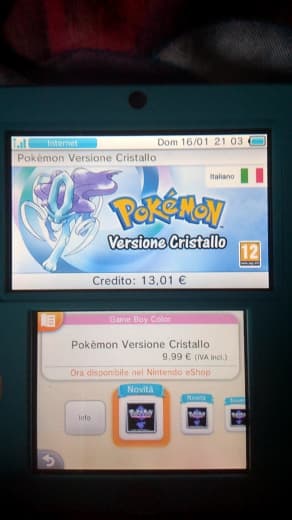 Internet
Dom 16/01 21 03
Pokémon Versione Cristallo
Italiano
POKéMON
Versione Cristallo
12
Credito: 13,01 €
Game Boy Color
Pokémon Versione Cristallo
9.99 € (IVA incl.)
Ora disponibile nel Nintendo eShop
Novità
Novità
Info